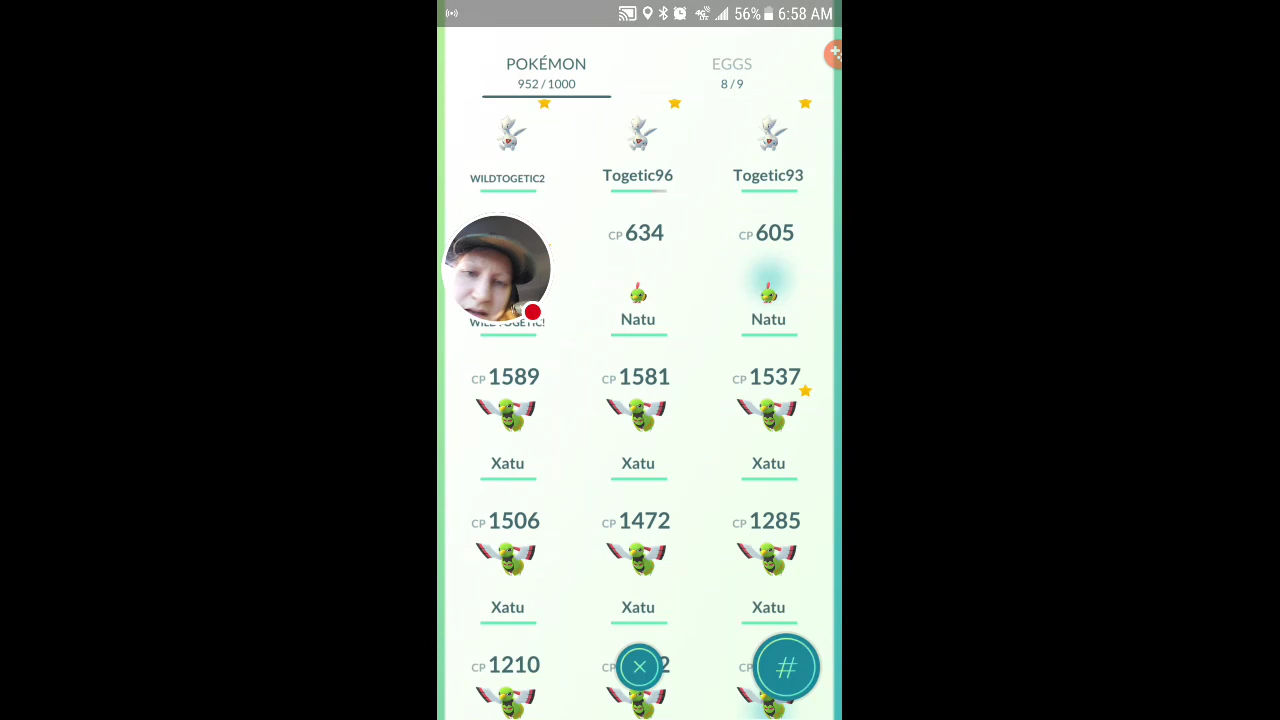 4G 56% 6:58 AM
POKÉMON EGGS
952 / 1000 8 / 9
WILDTOGETIC2 Togetic96 Togetic93
CP 634 CP 605
WILDTOGETIC! Natu Natu
CP 1589 CP 1581 CP 1537
Xatu Xatu Xatu
CP 1506 CP 1472 CP 1285
Xatu Xatu Xatu
CP 1210 #